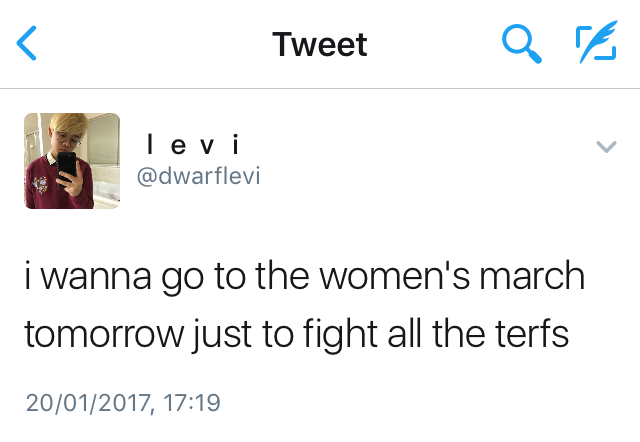 Tweet
l e v i
@dwarflevi
i wanna go to the women's march
tomorrow just to fight all the terfs
20/01/2017, 17:19